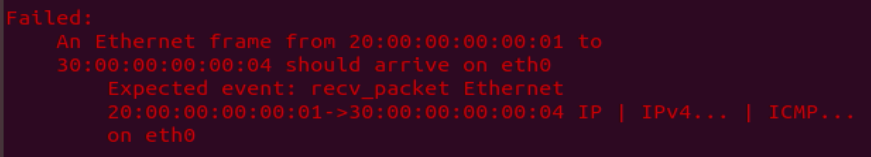 Failed:
An Ethernet frame from 20:00:00:00:00:01 to
30:00:00:00:00:04 should arrive on eth0
Expected event: recv_packet Ethernet
20:00:00:00:00:01->30:00:00:00:00:04 IP | IPv4... | ICMP...
on eth0